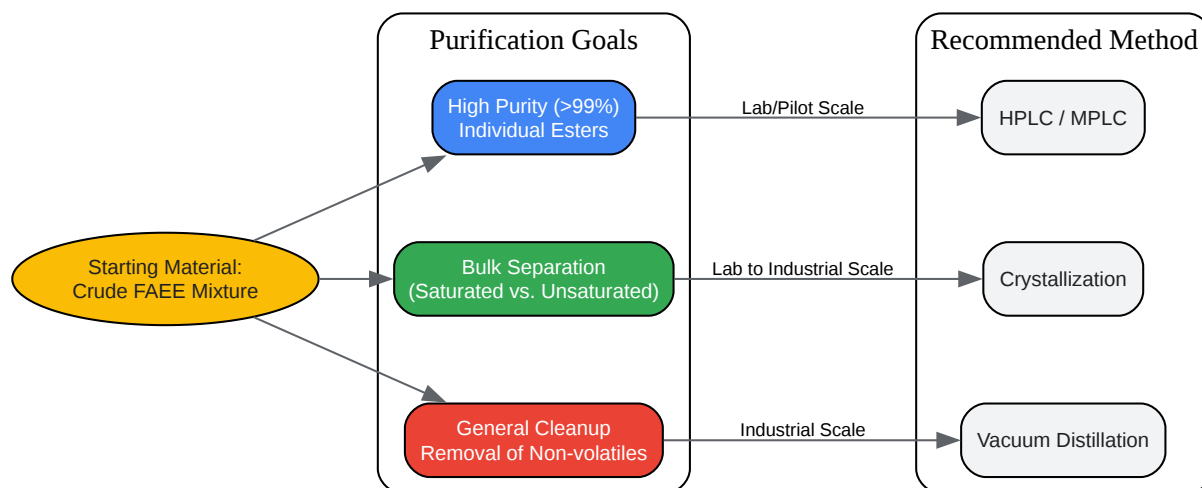 Purification Goals
Recommended Method
High Purity (>99%)
Individual Esters
Lab/Pilot Scale
HPLC / MPLC
Starting Material:
Crude FAEE Mixture
Bulk Separation
(Saturated vs. Unsaturated)
Lab to Industrial Scale
Crystallization
General Cleanup
Removal of Non-volatiles
Industrial Scale
Vacuum Distillation